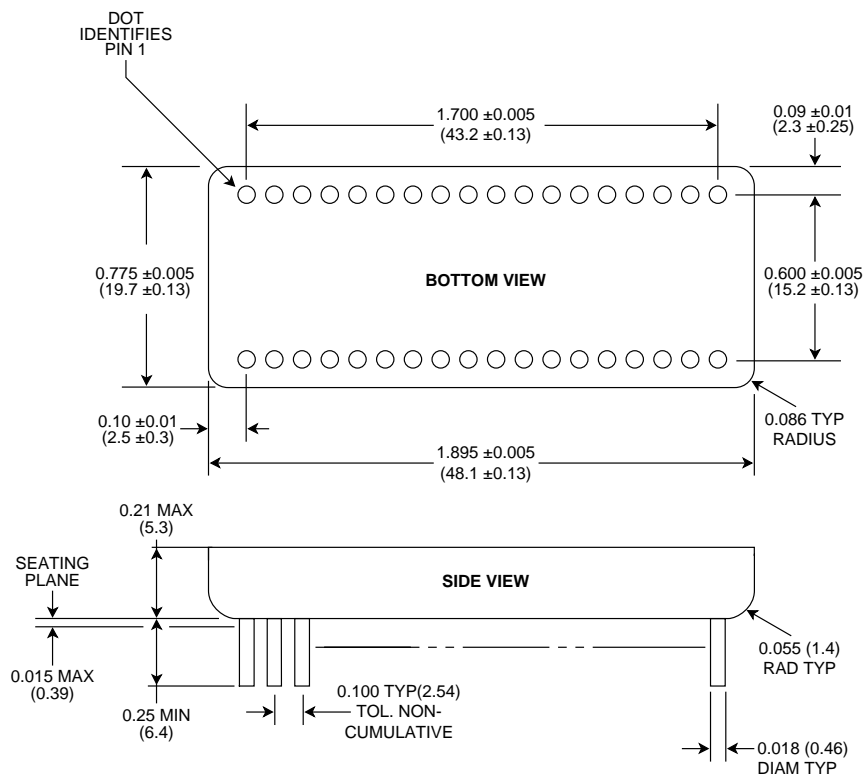 DOT
IDENTIFIES
PIN 1
1.700 ±0.005
(43.2 ±0.13)
0.09 ±0.01
(2.3 ±0.25)
0.775 ±0.005
(19.7 ±0.13)
BOTTOM VIEW
0.600 ±0.005
(15.2 ±0.13)
0.10 ±0.01
(2.5 ±0.3)
0.086 TYP
RADIUS
1.895 ±0.005
(48.1 ±0.13)
0.21 MAX
(5.3)
SEATING
PLANE
SIDE VIEW
0.015 MAX
(0.39)
0.25 MIN
(6.4)
0.100 TYP(2.54)
TOL. NON-
CUMULATIVE
0.055 (1.4)
RAD TYP
0.018 (0.46)
DIAM TYP